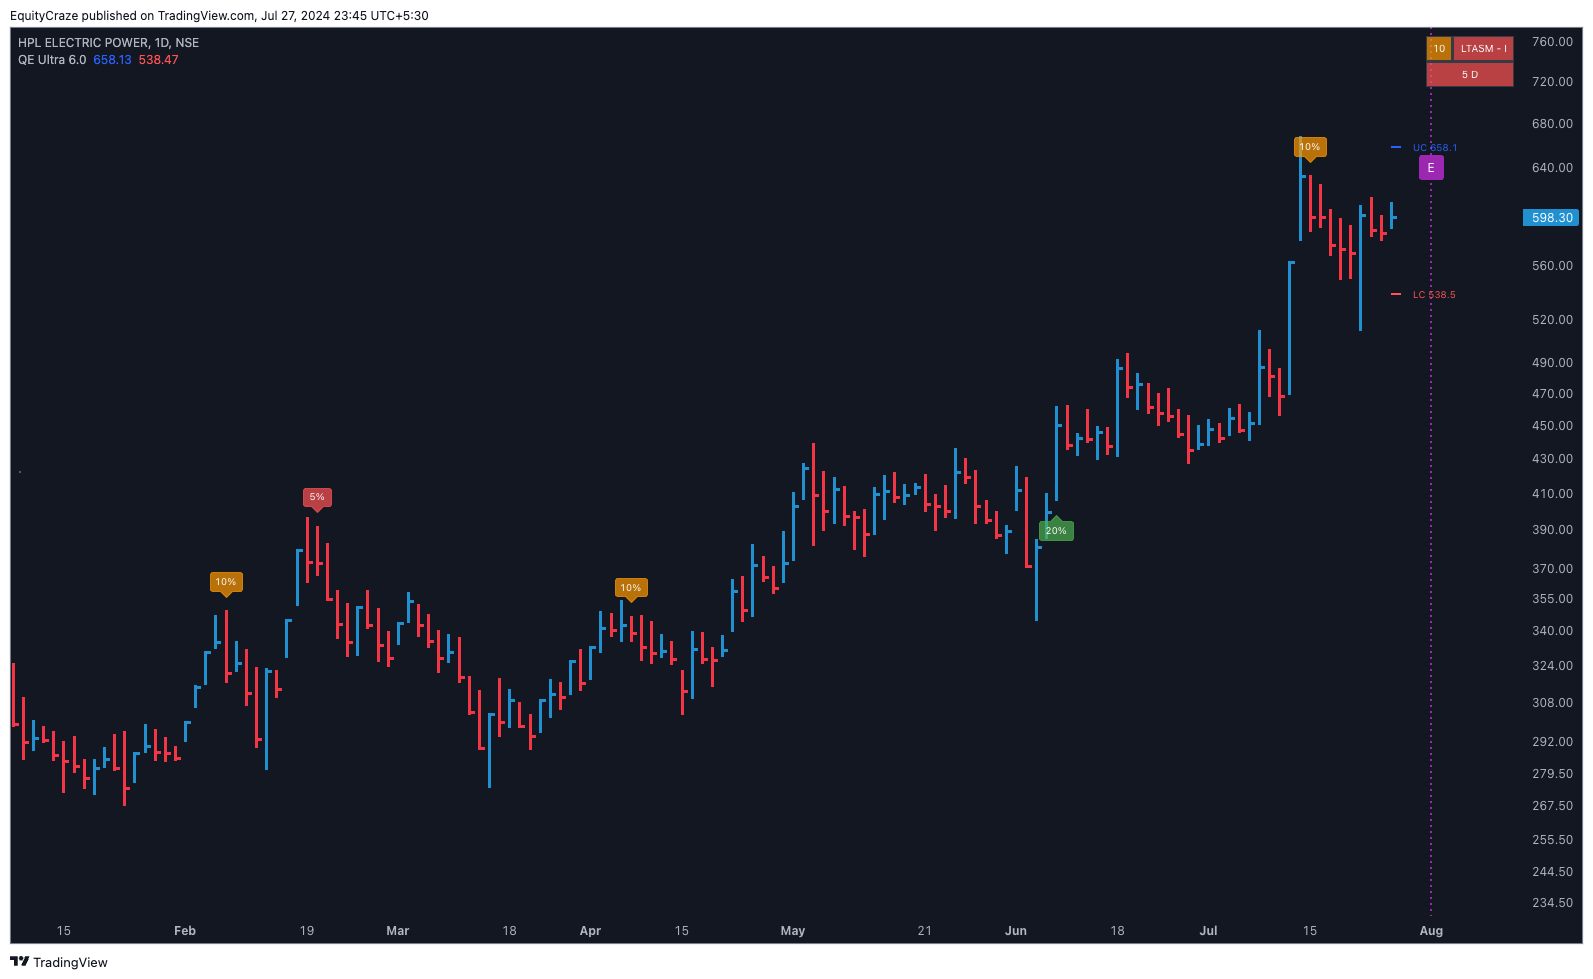 EquityCraze published on TradingView.com, Jul 27, 2024 23:45 UTC+5:30
HPL ELECTRIC POWER, 1D, NSE
QE Ultra 6.0 658.13 538.47
10 LTASM - I
5 D
760.00
720.00
680.00
640.00
598.30
560.00
520.00
490.00
470.00
450.00
430.00
410.00
390.00
370.00
355.00
340.00
324.00
308.00
292.00
279.50
267.50
255.50
244.50
234.50
10%
UC 658.1
E
LC 538.5
5%
20%
10%
10%
15 Feb 19 Mar 18 Apr 15 May 21 Jun 18 Jul 15 Aug
TradingView